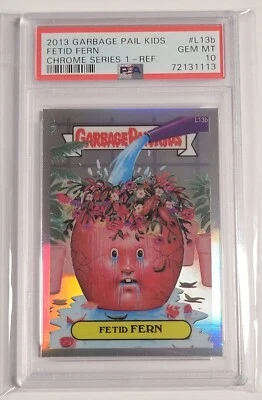 2013 GARBAGE PAIL KIDS #L13b
FETID FERN GEM MT
CHROME SERIES 1 - REF. 10
PSA 72131113
L13b
GARBAGE PAIL KIDS
FETID FERN